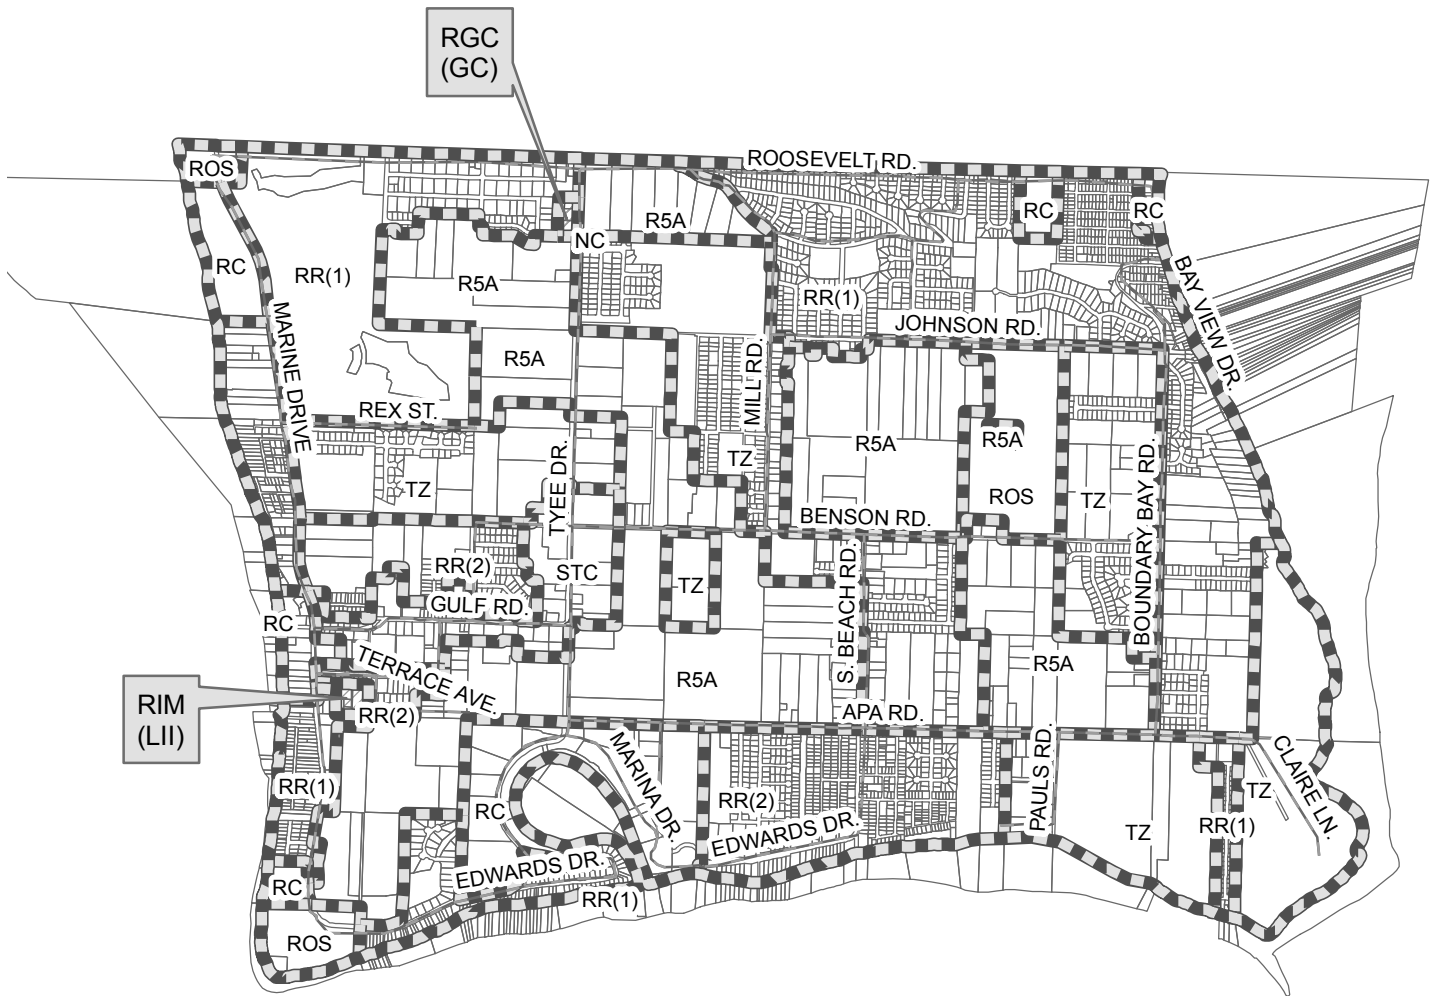 RGC
(GC)
ROOSEVELT RD.
ROS
RC
RC
R5A
NC
RC
RR(1)
R5A
RR(1)
BAY VIEW DR.
JOHNSON RD.
MARINE DRIVE
R5A
MILL RD.
REX ST.
R5A
R5A
TYEE DR.
TZ
TZ
ROS
TZ
BOUNDARY BAY RD.
BENSON RD.
RR(2)
STC
TZ
S. BEACH RD.
GULF RD.
RC
TERRACE AVE.
R5A
R5A
RIM
(LII)
RR(2)
APA RD.
MARINA DR.
PAULS RD.
CLAIRE LN.
RR(1)
RC
RR(2)
TZ
EDWARDS DR.
TZ
RR(1)
EDWARDS DR.
RC
RR(1)
ROS